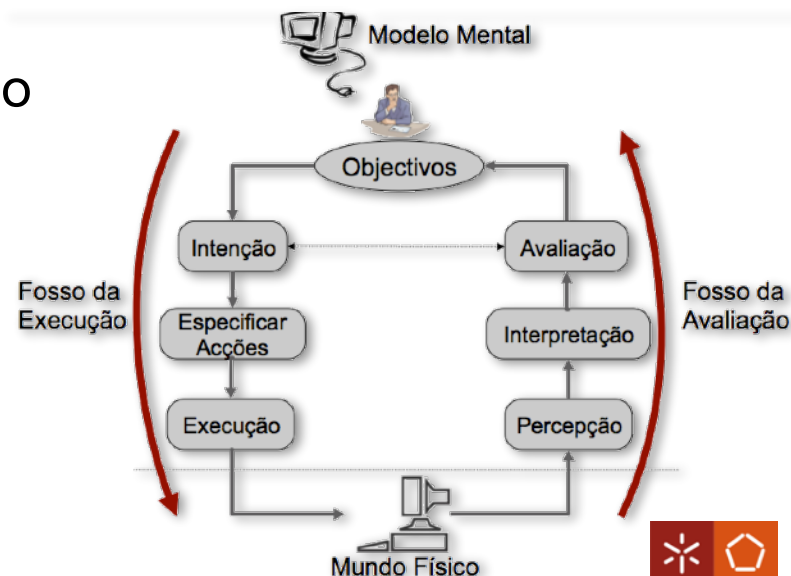 Modelo Mental
o
Objectivos
Intenção
Avaliação
Fosso da
Execução
Fosso da
Avaliação
Especificar
Acções
Interpretação
Execução
Percepção
Mundo Físico